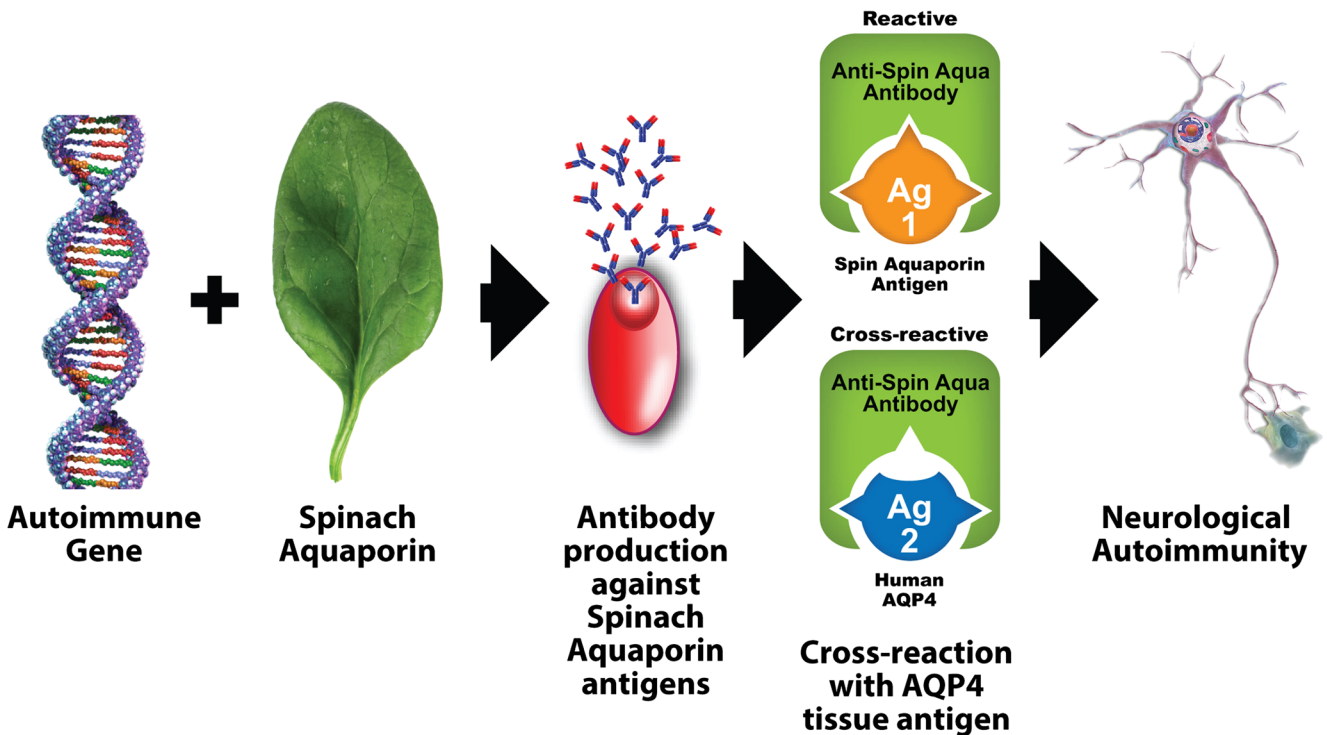 Autoimmune
Gene
Spinach
Aquaporin
Antibody
production
against
Spinach
Aquaporin
antigens
Reactive
Anti-Spin Aqua
Antibody
Ag
1
Spin Aquaporin
Antigen
Cross-reactive
Anti-Spin Aqua
Antibody
Ag
2
Human
AQP4
Cross-reaction
with AQP4
tissue antigen
Neurological
Autoimmunity